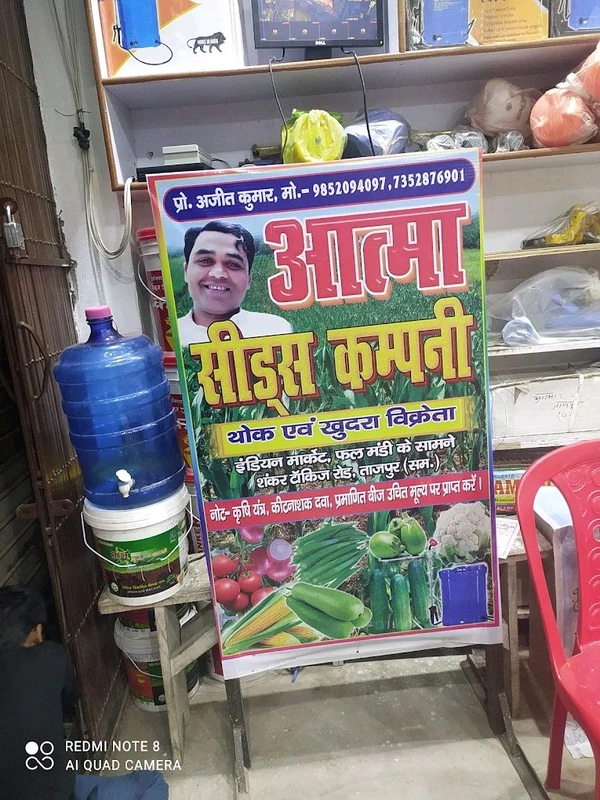 DELL
प्रो. अजीत कुमार, मो.- 9852094097,7352876901
आत्मा
सीड्स कम्पनी
थोक एवं खुदरा विक्रेता
इंडियन मार्केट, फल मंडी के सामने
शंकर टॉकिज रोड, ताजपुर (सम.)
नोट- कृषि यंत्र, कीटनाशक दवा, प्रमाणित बीज उचित मूल्य पर प्राप्त करें।
REDMI NOTE 8
AI QUAD CAMERA